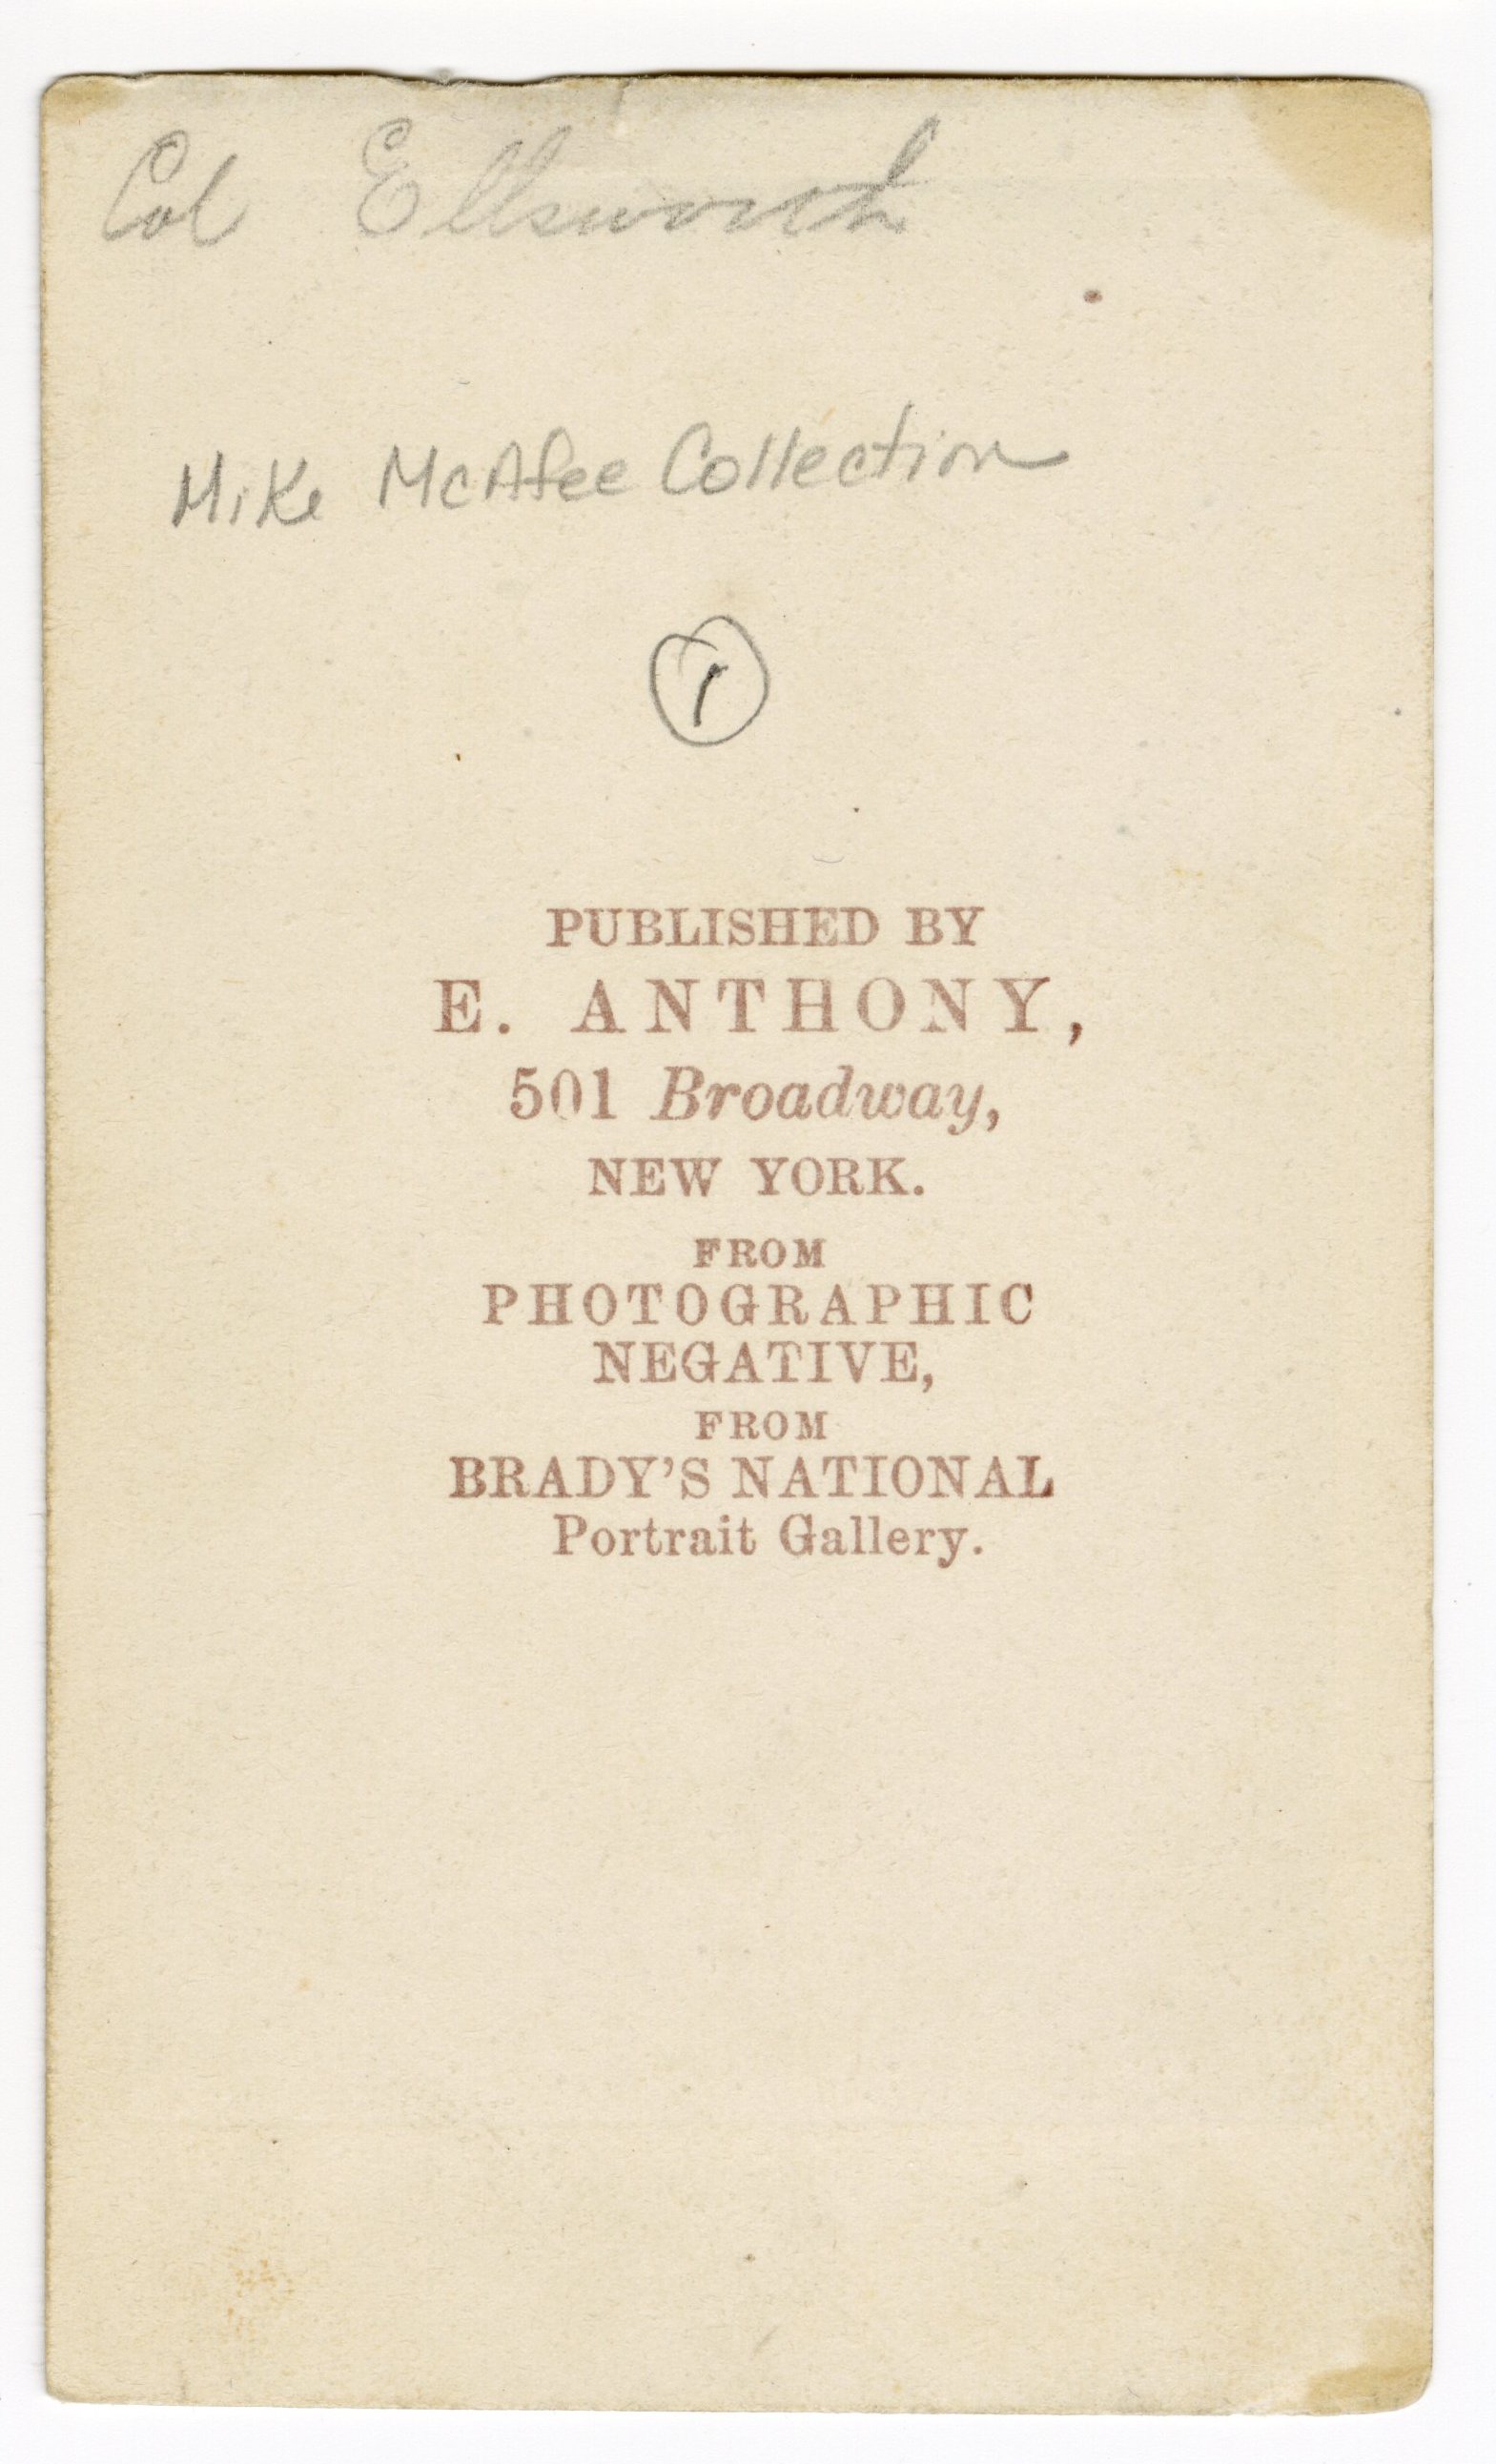 Col Ellsworth
Mike McAfee Collection
1
PUBLISHED BY
E. ANTHONY,
501 Broadway,
NEW YORK.
FROM
PHOTOGRAPHIC
NEGATIVE,
FROM
BRADY'S NATIONAL
Portrait Gallery.